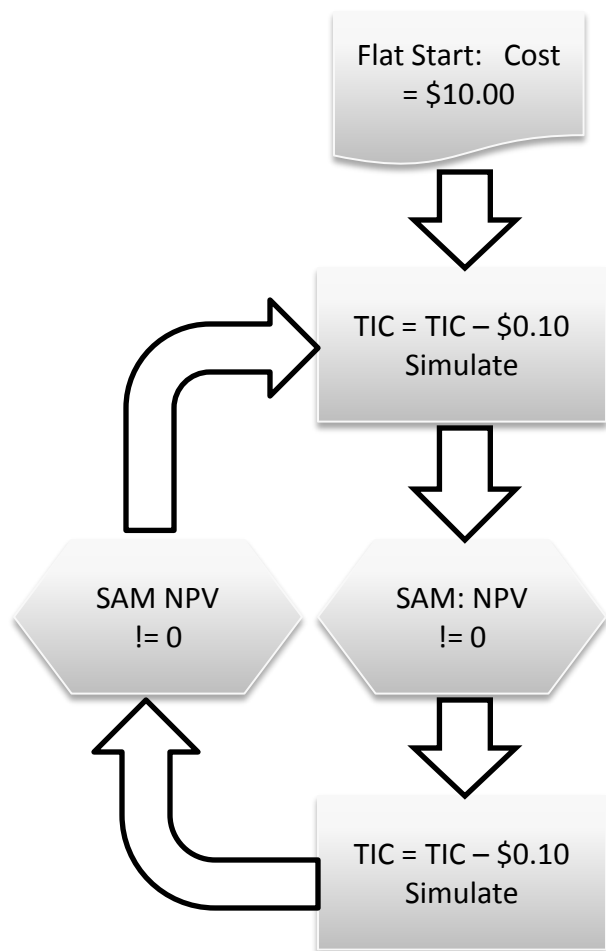 Flat Start: Cost
= $10.00
TIC = TIC – $0.10
Simulate
SAM NPV
!= 0
SAM: NPV
!= 0
TIC = TIC – $0.10
Simulate